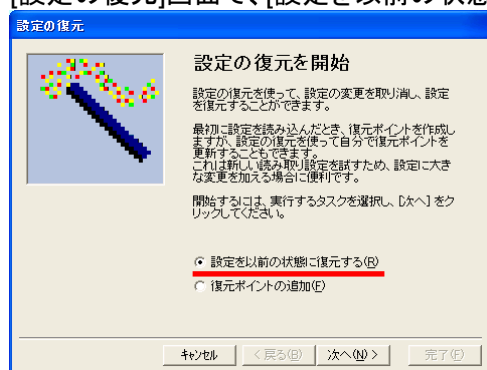 [設定の復元]画面で、[設定を以前の状態
設定の復元
設定の復元を開始
設定の復元を使って、設定の変更を取り消し、設定
を復元することができます。
最初に設定を読み込んだとき、復元ポイントを作成し
ますが、設定の復元を使って自分で復元ポイントを
更新することもできます。
これは新しい読み取り設定を試すため、設定に大き
な変更を加える場合に便利です。
開始するには、実行するタスクを選択し、[次へ] をク
リックしてください。
設定を以前の状態に復元する(R)
復元ポイントの追加(F)
キャンセル
< 戻る(B)
次へ(N) >
完了(F)